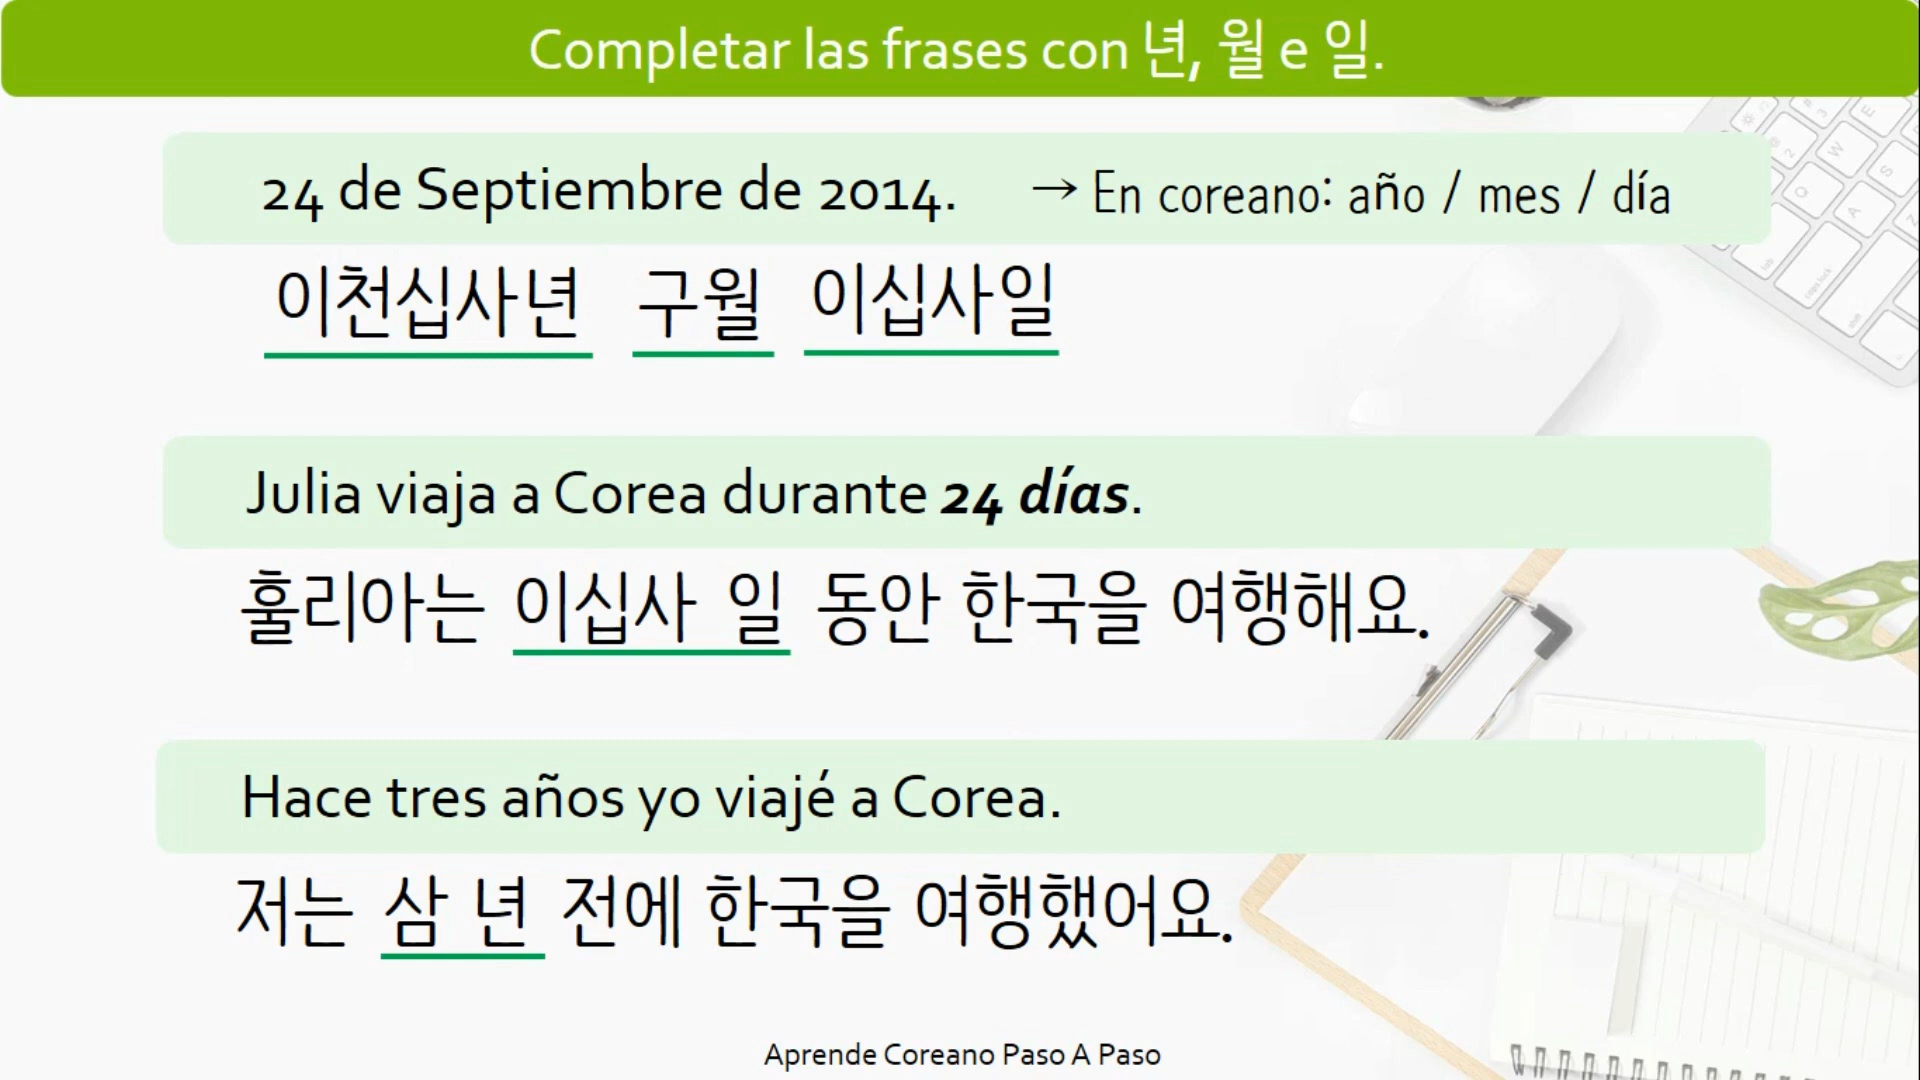 Completar las frases con 년, 월 e 일.
24 de Septiembre de 2014. → En coreano: año / mes / día
이천십사년 구월 이십사일
Julia viaja a Corea durante 24 días.
훌리아는 이십사 일 동안 한국을 여행해요.
Hace tres años yo viajé a Corea.
저는 삼 년 전에 한국을 여행했어요.
Aprende Coreano Paso A Paso